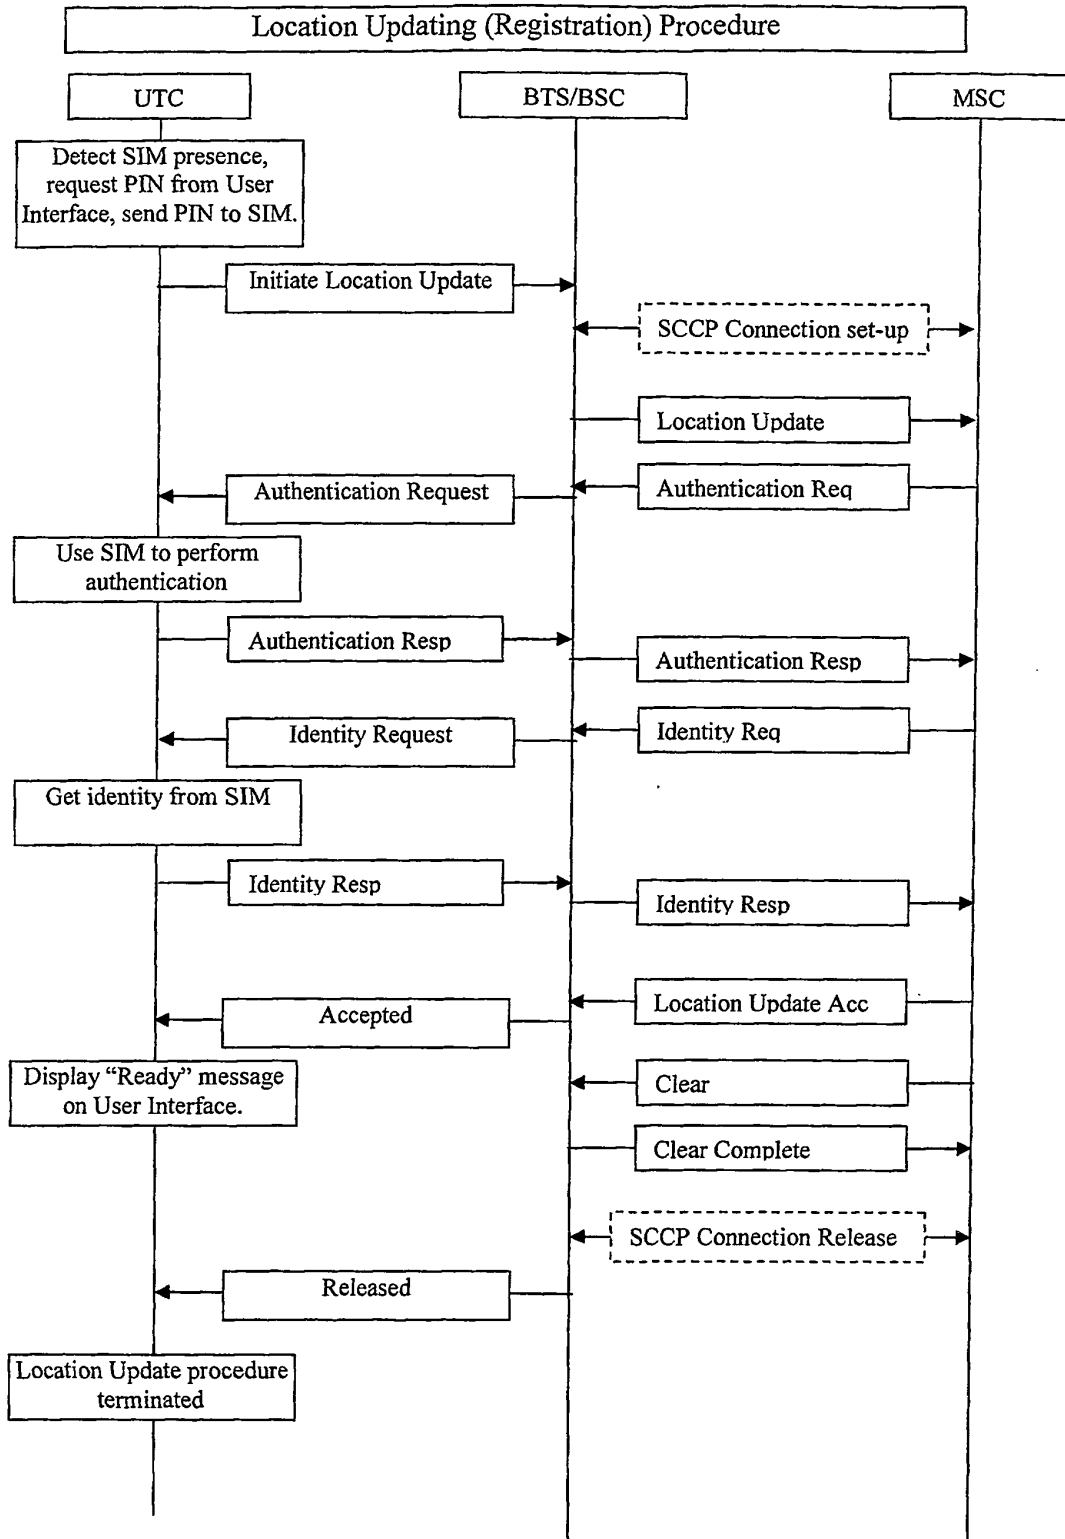 Location Updating (Registration) Procedure
UTC
BTS/BSC
MSC
Detect SIM presence,
request PIN from User
Interface, send PIN to SIM.
Initiate Location Update
SCCP Connection set-up
Location Update
Authentication Request
Authentication Req
Use SIM to perform
authentication
Authentication Resp
Authentication Resp
Identity Request
Identity Req
Get identity from SIM
Identity Resp
Identity Resp
Location Update Acc
Accepted
Display “Ready” message
on User Interface.
Clear
Clear Complete
SCCP Connection Release
Released
Location Update procedure
terminated